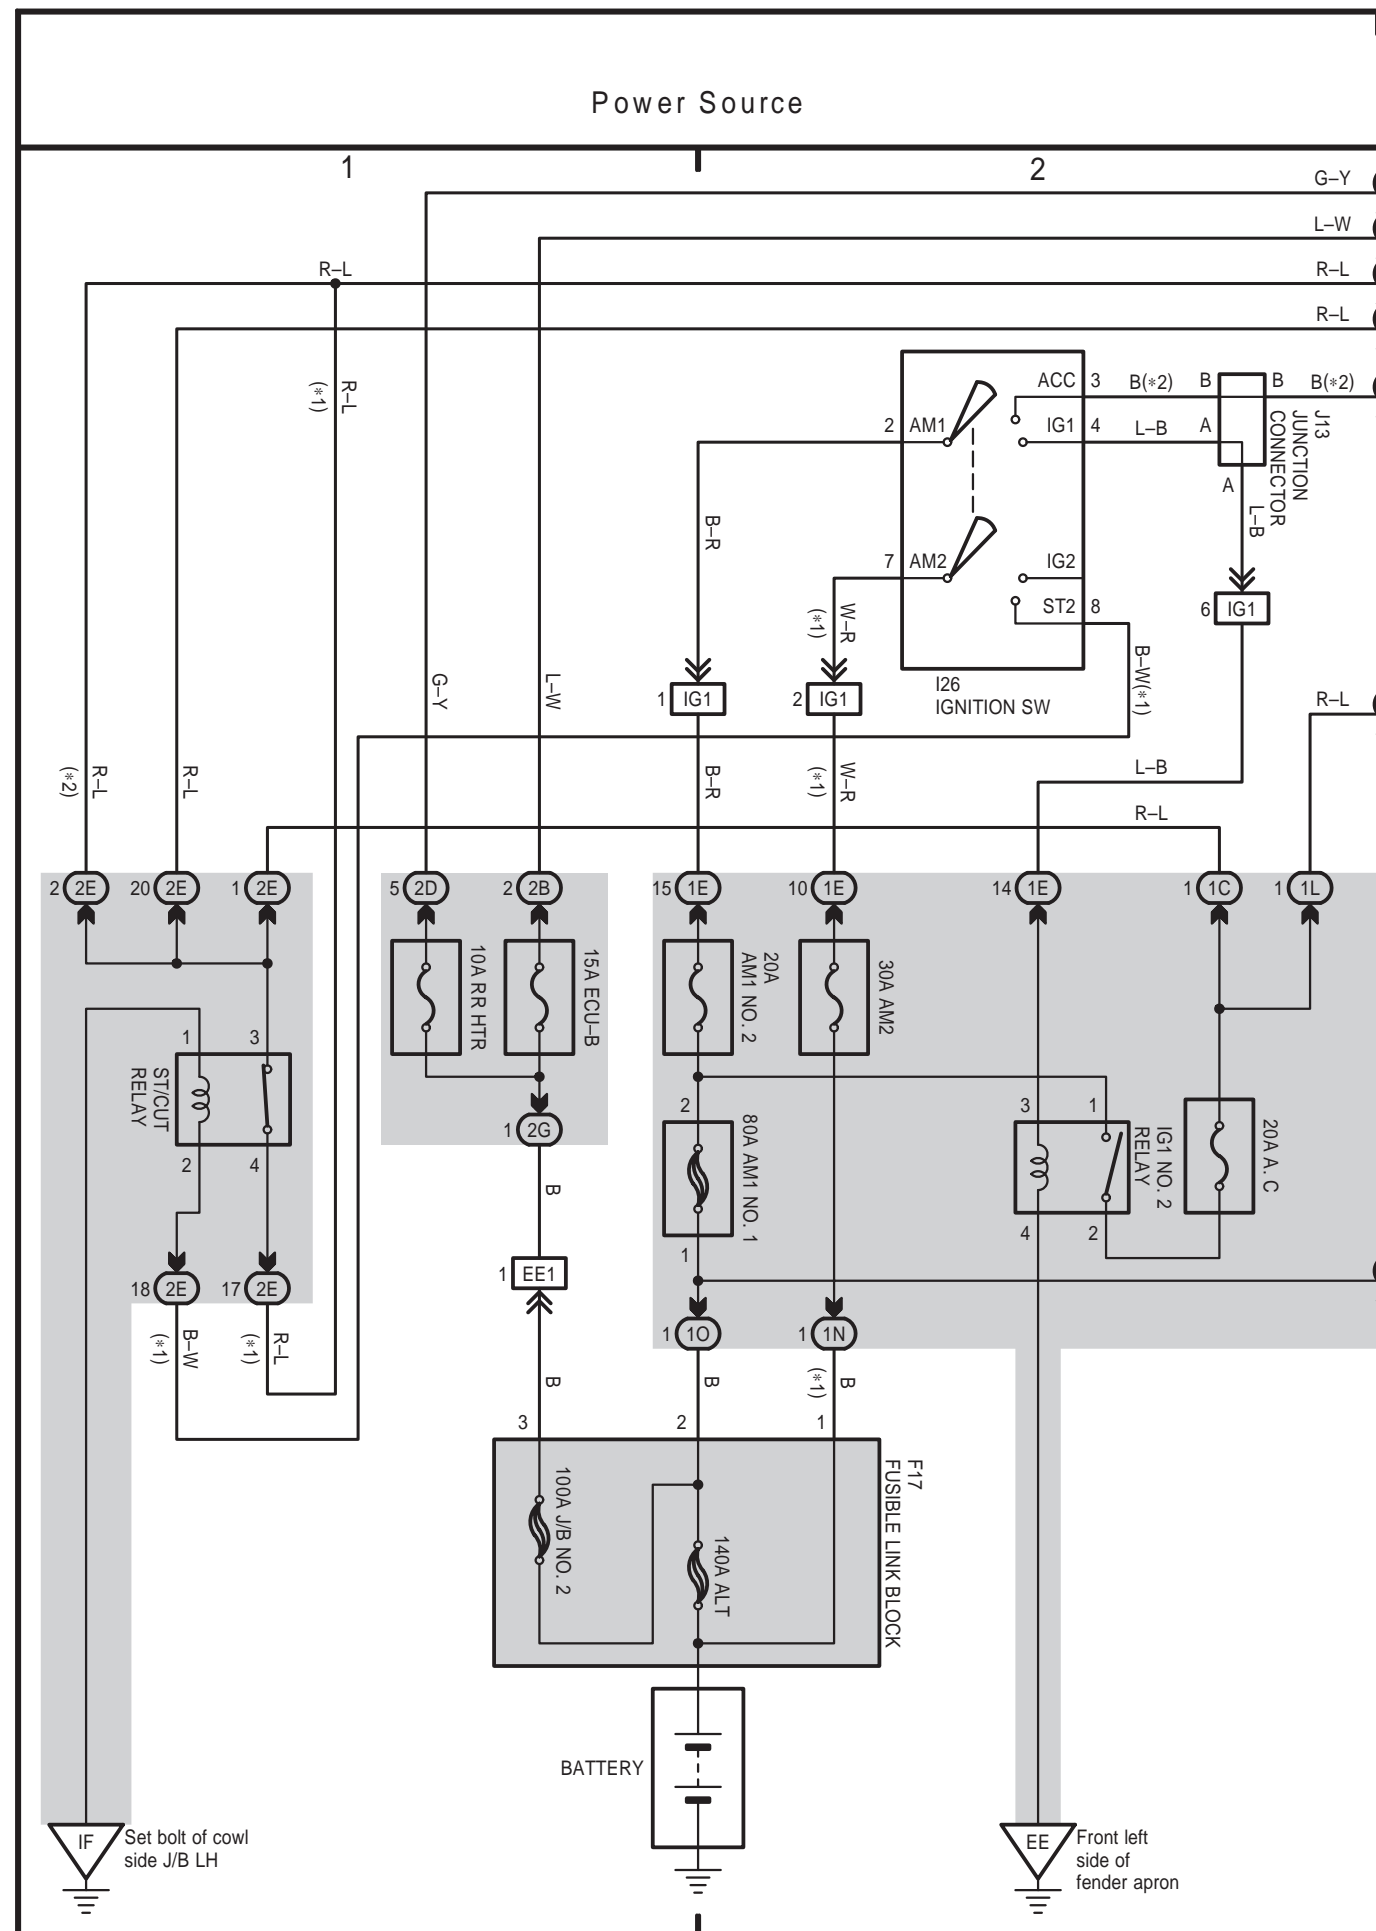 Power Source
1
2
G–Y
L–W
R–L
R–L
R–L
R–L
(*1)
ACC 3 B(*2) B B B(*2)
2 AM1 IG1 4 L–B A
J13
JUNCTION
CONNECTOR
A
B–R
L–B
7 AM2 IG2
ST2 8
W–R
(*1)
6 IG1
B–W(*1)
G–Y
L–W
1 IG1
2 IG1
I26
IGNITION SW
R–L
R–L
(*2)
R–L
B–R
W–R
(*1)
L–B
R–L
2 2E
20 2E
1 2E
5 2D
2 2B
15 1E
10 1E
14 1E
1 1C
1 1L
10A RR HTR
15A ECU–B
20A
AM1 NO. 2
30A AM2
1 3
ST/CUT
RELAY
2 4
1 2G
2
80A AM1 NO. 1
1
3 1
IG1 NO. 2
RELAY
4 2
20A A. C
B
1 EE1
18 2E
17 2E
B–W
(*1)
R–L
(*1)
1 1O
1 1N
B
B
B
(*1)
3 2 1
100A J/B NO. 2
140A ALT
F17
FUSIBLE LINK BLOCK
BATTERY
IF
Set bolt of cowl
side J/B LH
EE
Front left
side of
fender apron